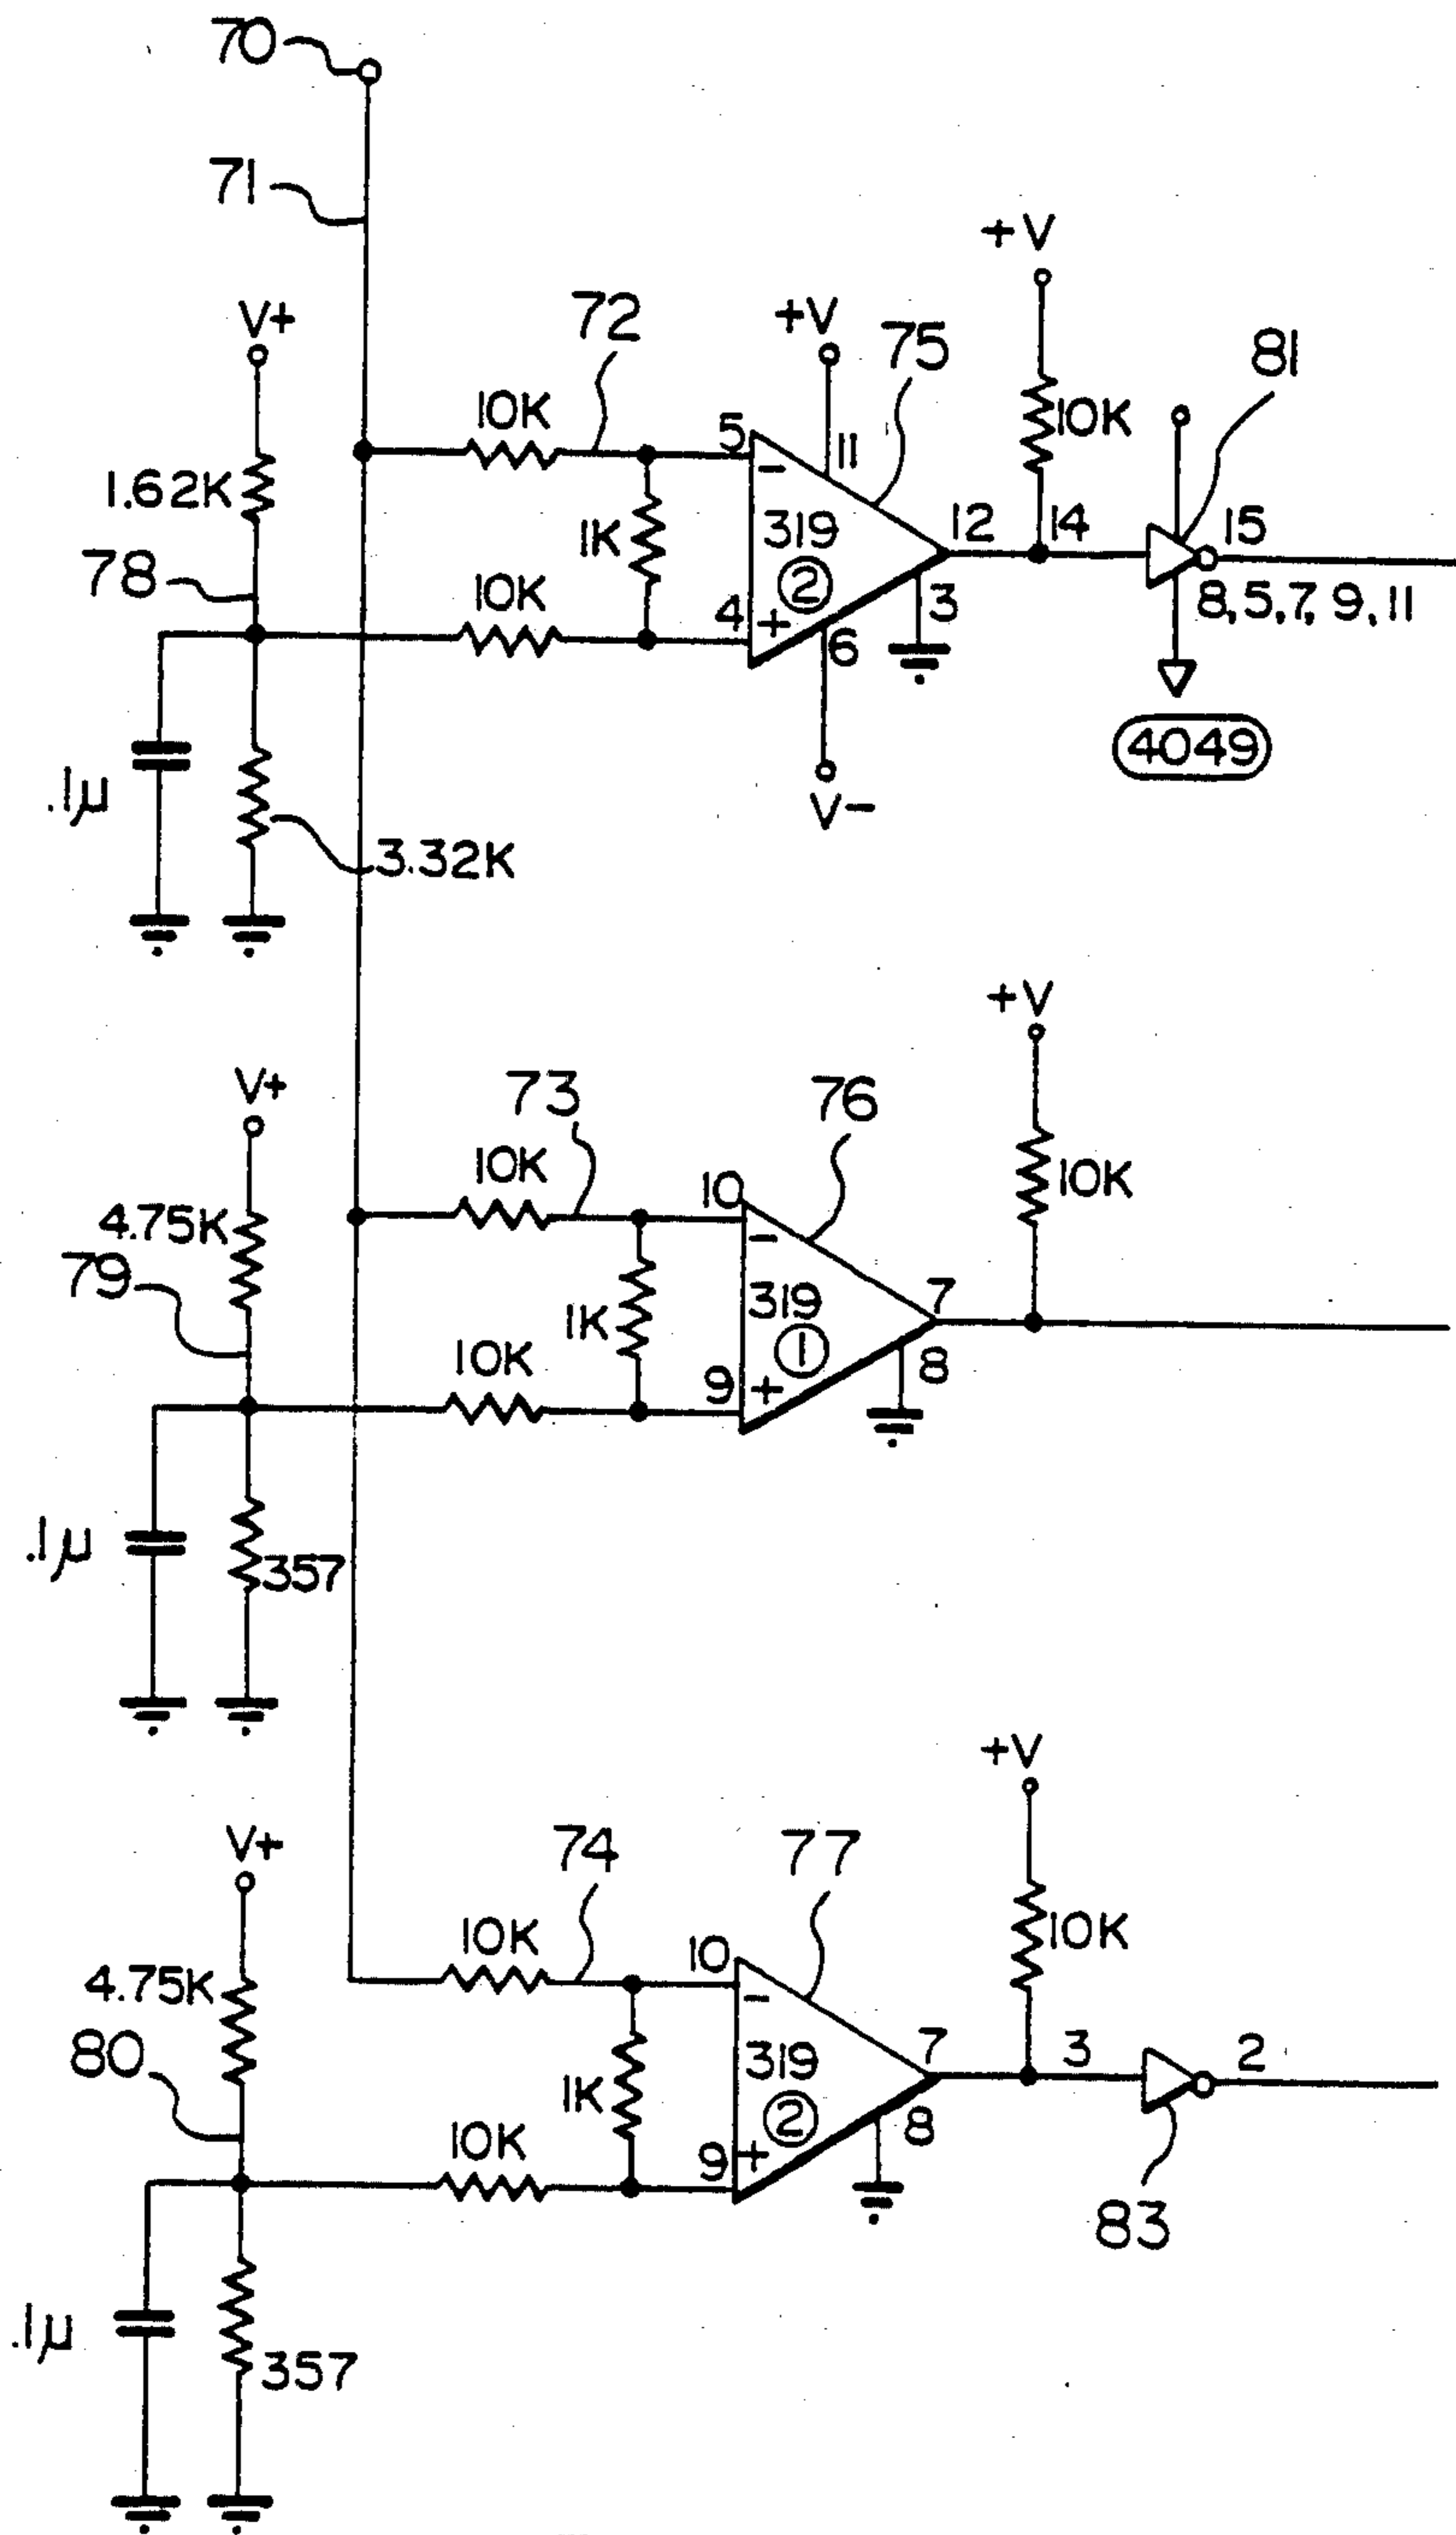 70
71
+V
V+
72
+V
75
81
10K
5
11
10K
1.62K
-
12
14
15
1K
319
78
10K
2
3
8,5,7,9,11
4
+
6
4049
.1µ
V-
3.32K
+V
V+
73
76
10K
10
10K
4.75K
-
79
319
7
1K
1
10K
9
+
8
.1µ
357
+V
V+
74
77
10K
10
10K
4.75K
-
80
319
7
3
2
1K
2
10K
9
+
8
83
.1µ
357